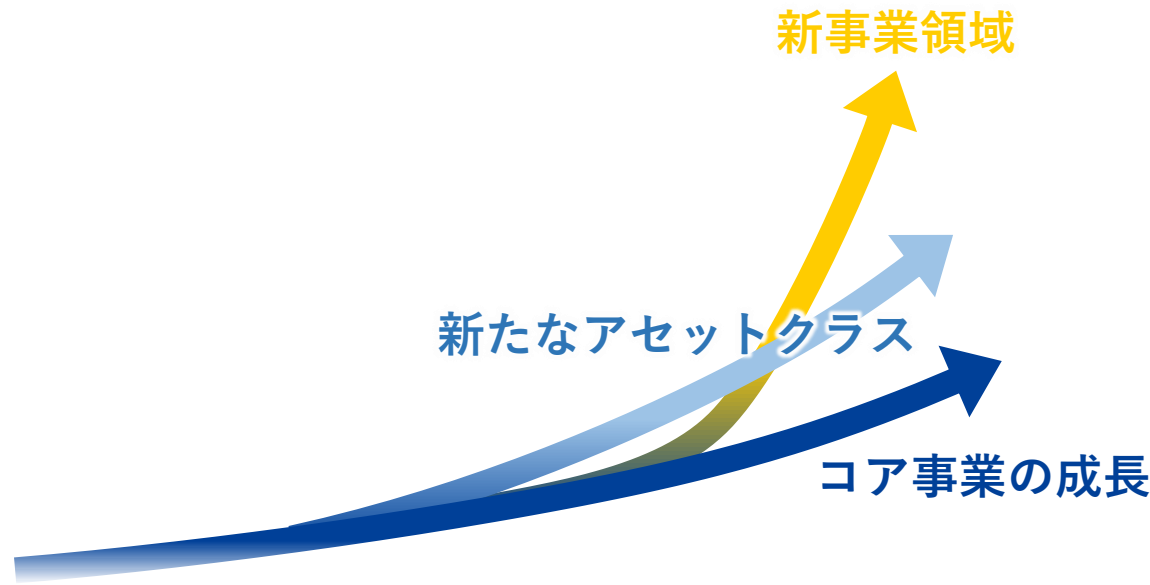 新事業領域
新たなアセットクラス
コア事業の成長